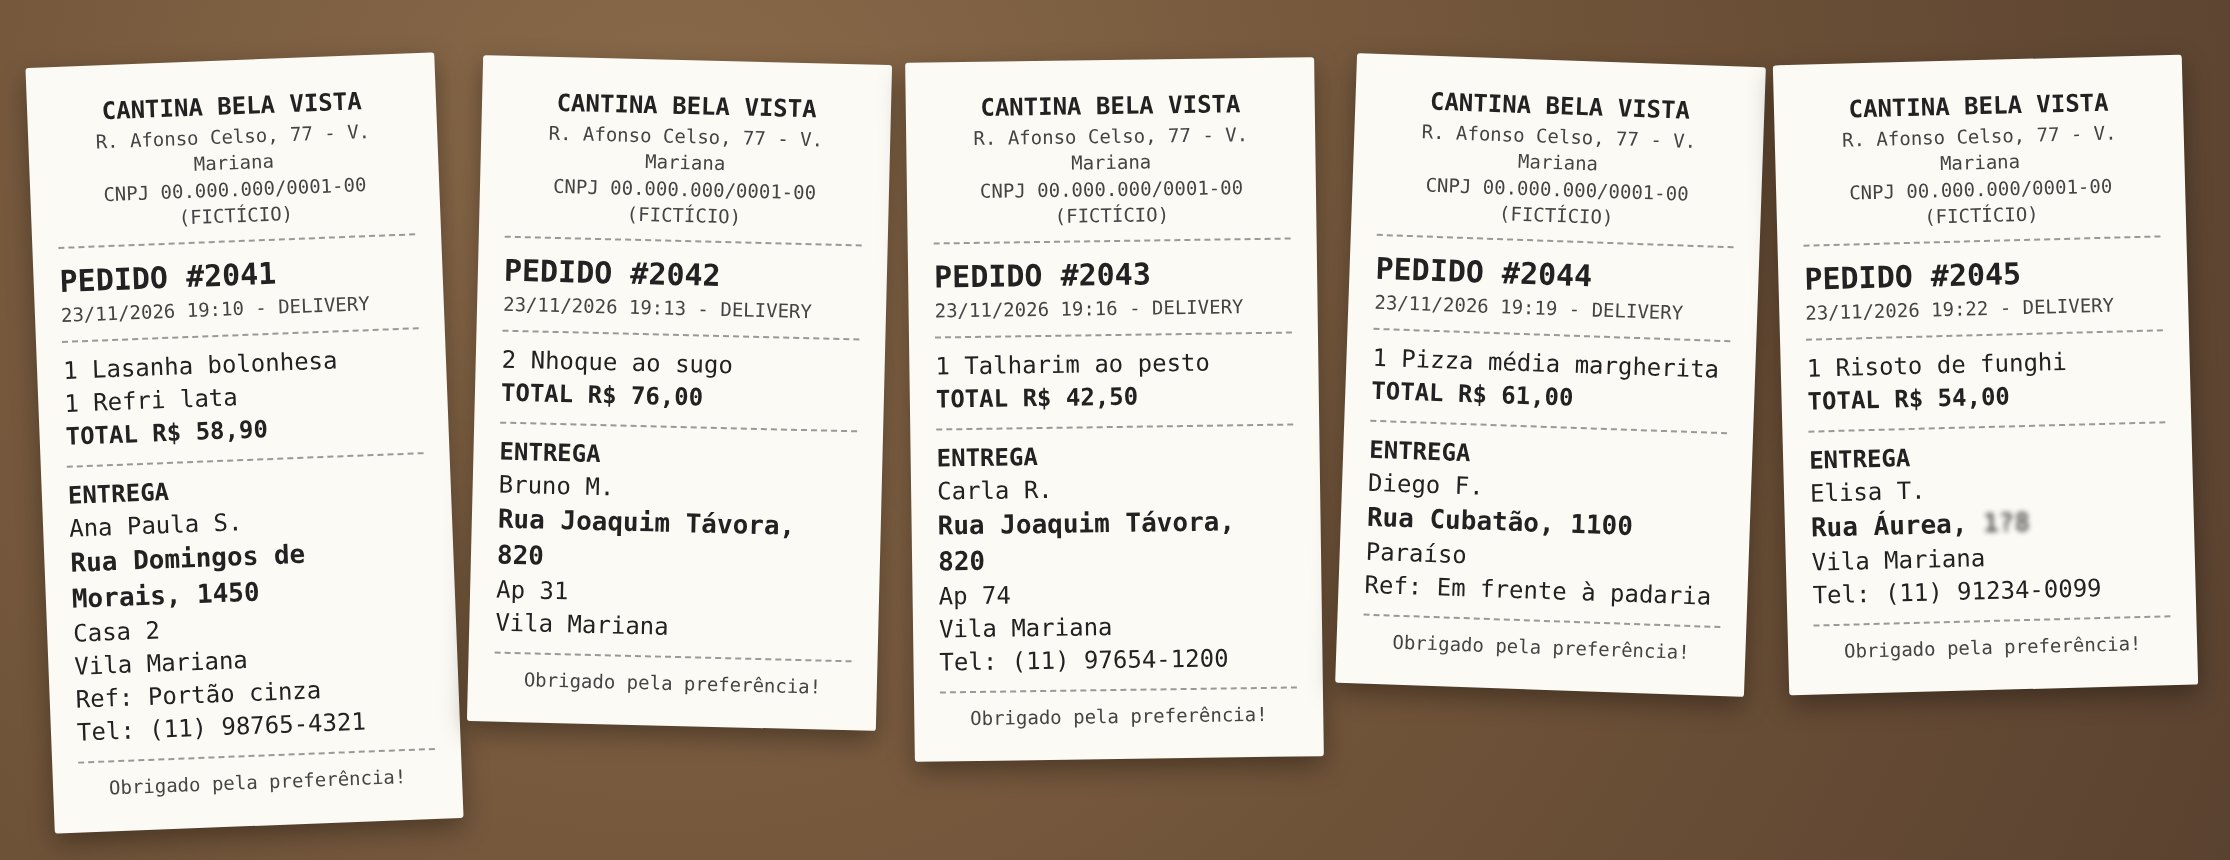 CANTINA BELA VISTA
R. Afonso Celso, 77 - V.
Mariana
CNPJ 00.000.000/0001-00
(FICTÍCIO)
PEDIDO #2041
23/11/2026 19:10 - DELIVERY
1 Lasanha bolonhesa
1 Refri lata
TOTAL R$ 58,90
ENTREGA
Ana Paula S.
Rua Domingos de
Morais, 1450
Casa 2
Vila Mariana
Ref: Portão cinza
Tel: (11) 98765-4321
Obrigado pela preferência!
CANTINA BELA VISTA
R. Afonso Celso, 77 - V.
Mariana
CNPJ 00.000.000/0001-00
(FICTÍCIO)
PEDIDO #2042
23/11/2026 19:13 - DELIVERY
2 Nhoque ao sugo
TOTAL R$ 76,00
ENTREGA
Bruno M.
Rua Joaquim Távora,
820
Ap 31
Vila Mariana
Obrigado pela preferência!
CANTINA BELA VISTA
R. Afonso Celso, 77 - V.
Mariana
CNPJ 00.000.000/0001-00
(FICTÍCIO)
PEDIDO #2043
23/11/2026 19:16 - DELIVERY
1 Talharim ao pesto
TOTAL R$ 42,50
ENTREGA
Carla R.
Rua Joaquim Távora,
820
Ap 74
Vila Mariana
Tel: (11) 97654-1200
Obrigado pela preferência!
CANTINA BELA VISTA
R. Afonso Celso, 77 - V.
Mariana
CNPJ 00.000.000/0001-00
(FICTÍCIO)
PEDIDO #2044
23/11/2026 19:19 - DELIVERY
1 Pizza média margherita
TOTAL R$ 61,00
ENTREGA
Diego F.
Rua Cubatão, 1100
Paraíso
Ref: Em frente à padaria
Obrigado pela preferência!
CANTINA BELA VISTA
R. Afonso Celso, 77 - V.
Mariana
CNPJ 00.000.000/0001-00
(FICTÍCIO)
PEDIDO #2045
23/11/2026 19:22 - DELIVERY
1 Risoto de funghi
TOTAL R$ 54,00
ENTREGA
Elisa T.
Rua Áurea,
Vila Mariana
Tel: (11) 91234-0099
Obrigado pela preferência!